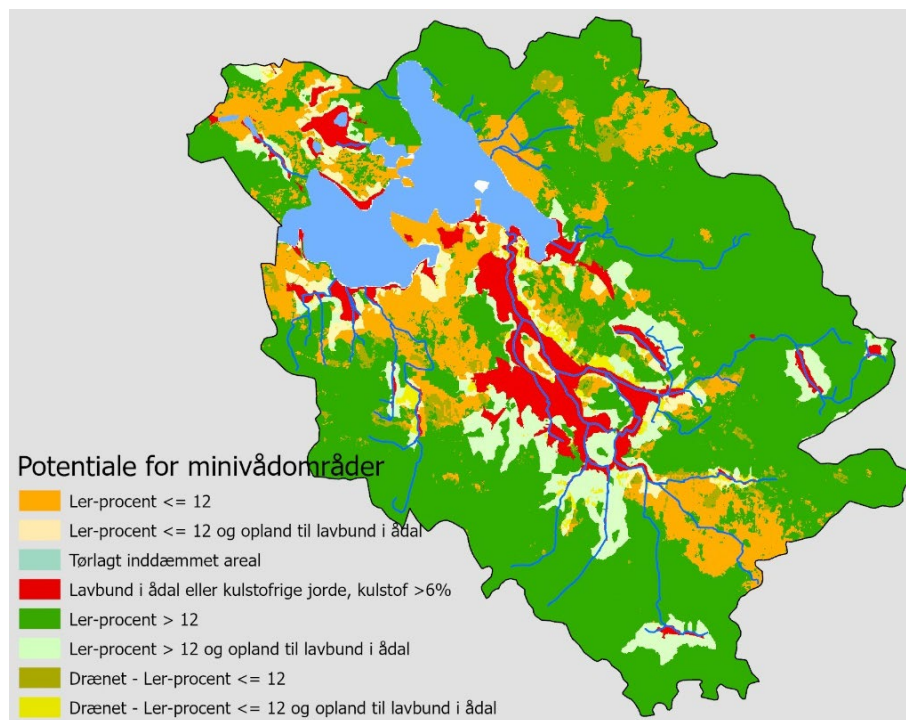 Potentiale for minivådområder
Ler-procent <= 12
Ler-procent <= 12 og opland til lavbund i ådal
Tørlagt inddæmmet areal
Lavbund i ådal eller kulstofrige jorde, kulstof >6%
Ler-procent > 12
Ler-procent > 12 og opland til lavbund i ådal
Drænet - Ler-procent <= 12
Drænet - Ler-procent <= 12 og opland til lavbund i ådal